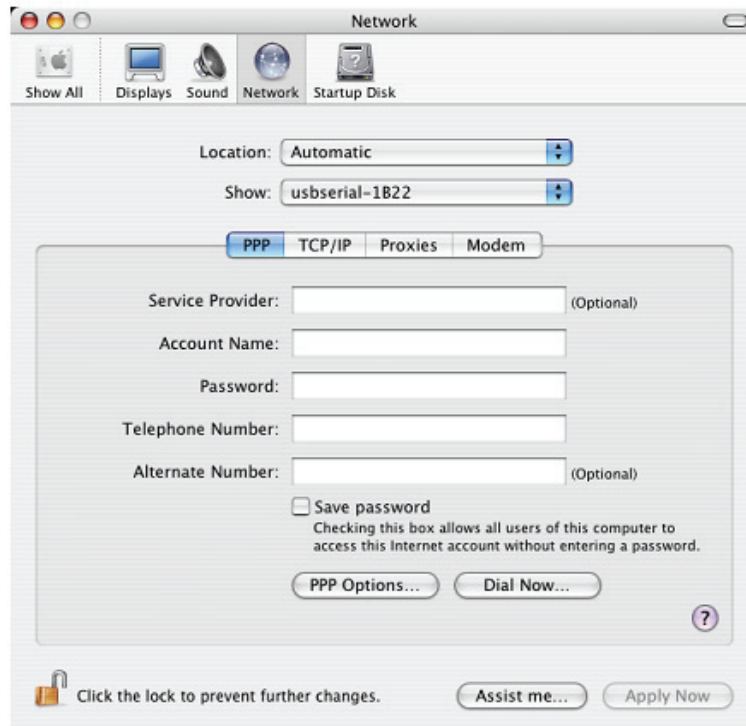 Network
Show All Displays Sound Network Startup Disk
Location: Automatic
Show: usbserial-1B22
PPP TCP/IP Proxies Modem
Service Provider: (Optional)
Account Name:
Password:
Telephone Number:
Alternate Number: (Optional)
Save password
Checking this box allows all users of this computer to
access this Internet account without entering a password.
PPP Options... Dial Now...
?
Click the lock to prevent further changes. Assist me... Apply Now